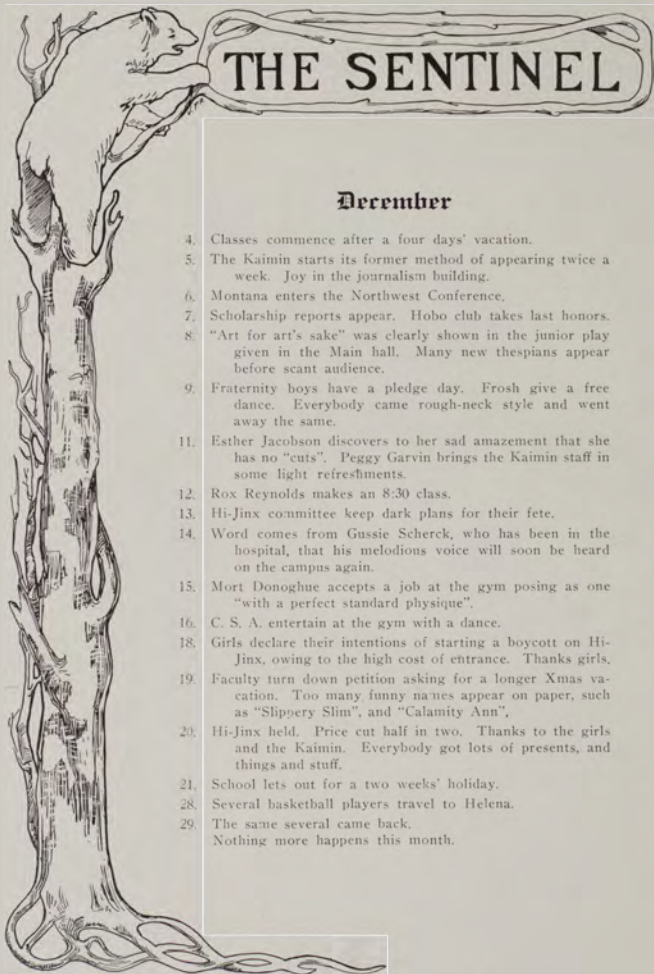 THE SENTINEL
December
4. Classes commence after a four days' vacation.
5. The Kaimin starts its former method of appearing twice a
week. Joy in the journalism building.
6. Montana enters the Northwest Conference.
7. Scholarship reports appear. Hobo club takes last honors.
8. "Art for art's sake" was clearly shown in the junior play
given in the Main hall. Many new thespians appear
before scant audience.
9. Fraternity boys have a pledge day. Frosh give a free
dance. Everybody came rough-neck style and went
away the same.
11. Esther Jacobson discovers to her sad amazement that she
has no "cuts". Peggy Garvin brings the Kaimin staff in
some light refreshments.
12. Rox Reynolds makes an 8:30 class.
13. Hi-Jinx committee keep dark plans for their fete.
14. Word comes from Gussie Scherck, who has been in the
hospital, that his melodious voice will soon be heard
on the campus again.
15. Mort Donoghue accepts a job at the gym posing as one
"with a perfect standard physique".
16. C. S. A. entertain at the gym with a dance.
18. Girls declare their intentions of starting a boycott on Hi-
Jinx, owing to the high cost of entrance. Thanks girls.
19. Faculty turn down petition asking for a longer Xmas va-
cation. Too many funny names appear on paper, such
as "Slippery Slim", and "Calamity Ann",
20. Hi-Jinx held. Price cut half in two. Thanks to the girls
and the Kaimin. Everybody got lots of presents, and
things and stuff.
21. School lets out for a two weeks' holiday.
28. Several basketball players travel to Helena.
29. The same several came back.
Nothing more happens this month.